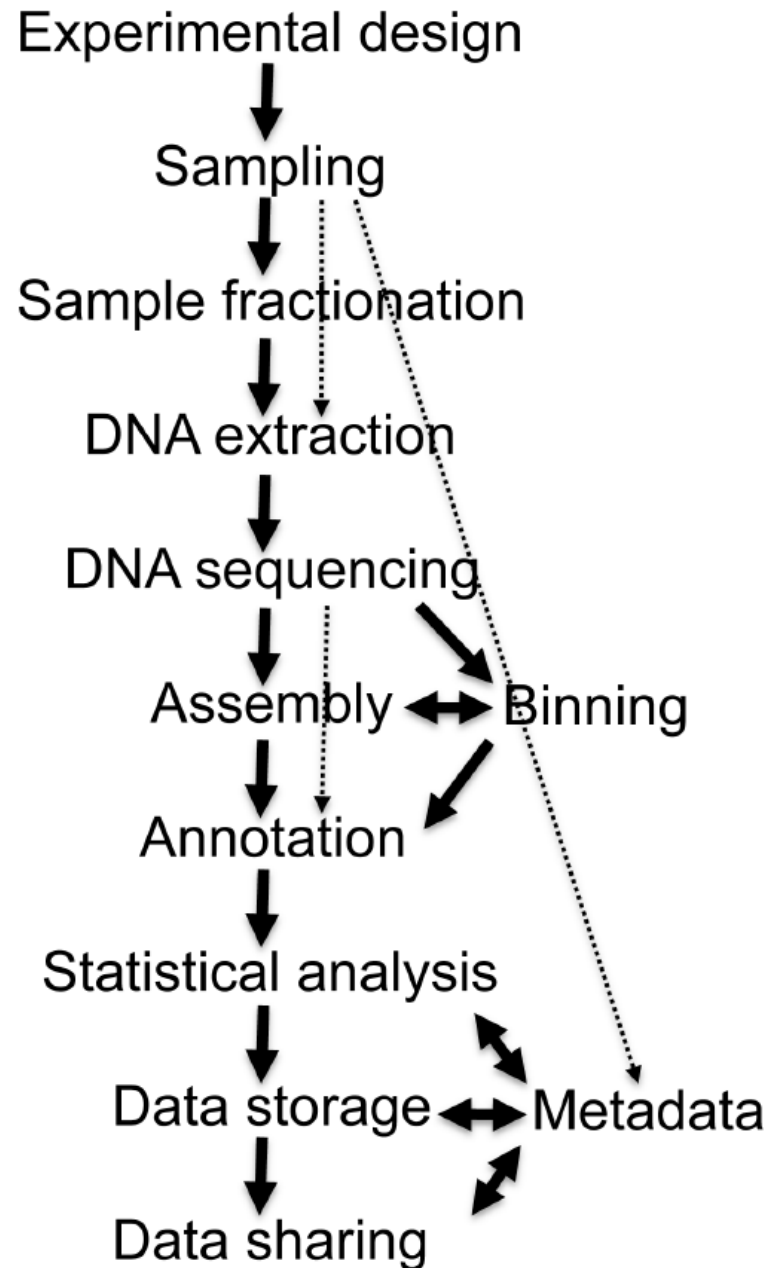 Experimental design
Sampling
Sample fractionation
DNA extraction
DNA sequencing
Assembly
Binning
Annotation
Statistical analysis
Data storage
Metadata
Data sharing